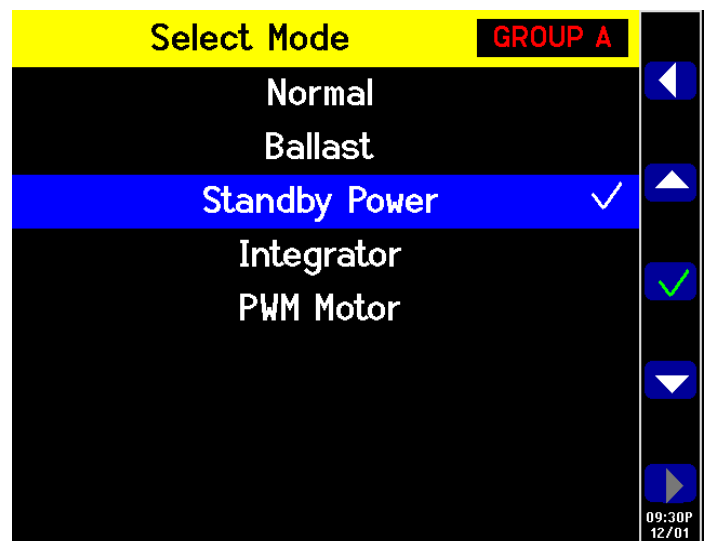 Select Mode GROUP A
Normal
Ballast
Standby Power
Integrator
PWM Motor
09:30P
12/01